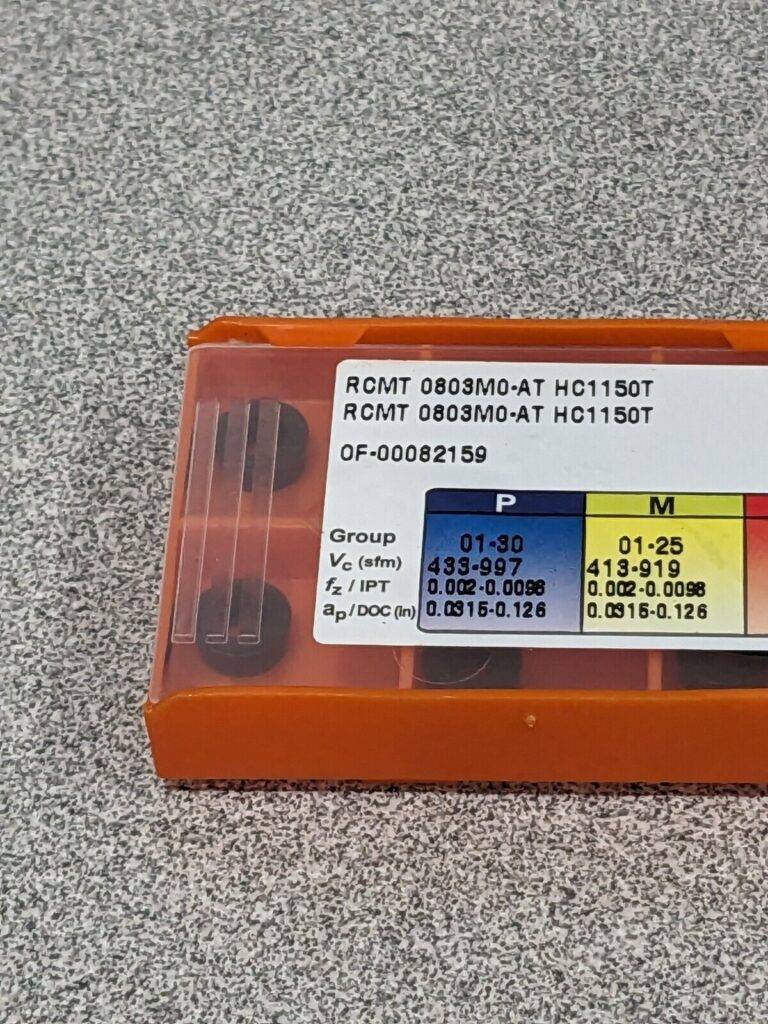 RCMT 0803M0-AT HC1150T
RCMT 0803M0-AT HC1150T
OF-00082159
P M
Group 01-30 01-25
Vc (sfm) 433-997 413-919
fz / IPT 0.002-0.0098 0.002-0.0098
ap/DOC (in) 0.0315-0.126 0.0315-0.126